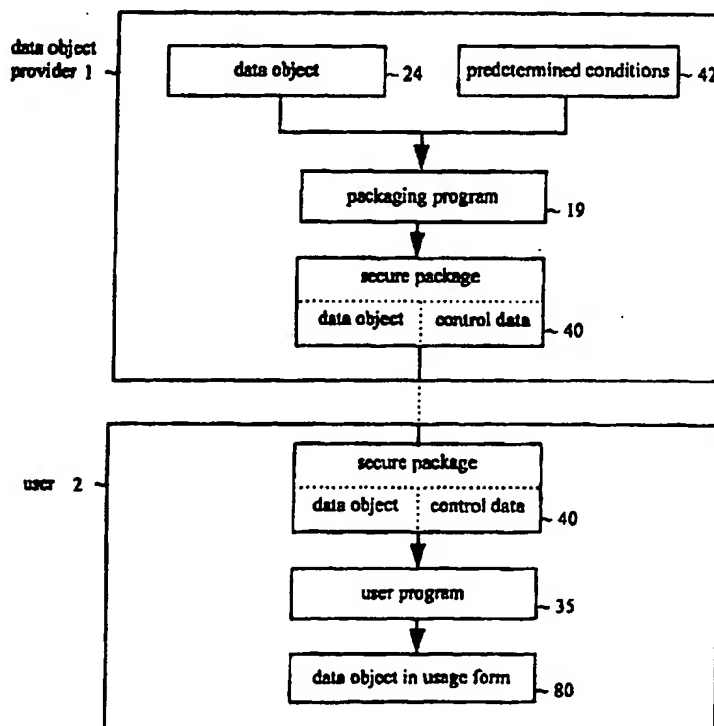 data object
provider 1
data object
24
predetermined conditions
42
packaging program
19
secure package
data object control data
40
user 2
secure package
data object control data
40
user program
35
data object in usage form
80